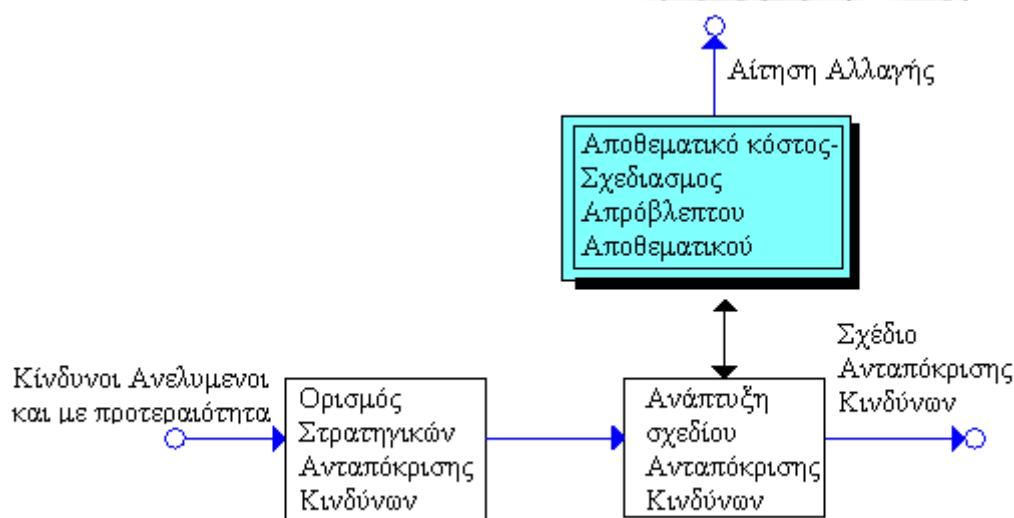 Αίτηση Αλλαγής
Αποθεματικό κόστος-
Σχεδιασμος
Απρόβλεπτου
Αποθεματικού
Κίνδυνοι Ανελυμενοι
και με προτεραιότητα
Ορισμός
Στρατηγικών
Ανταπόκρισης
Κινδύνων
Ανάπτυξη
σχεδίου
Ανταπόκρισης
Κινδύνων
Σχέδιο
Ανταπόκρισης
Κινδύνων